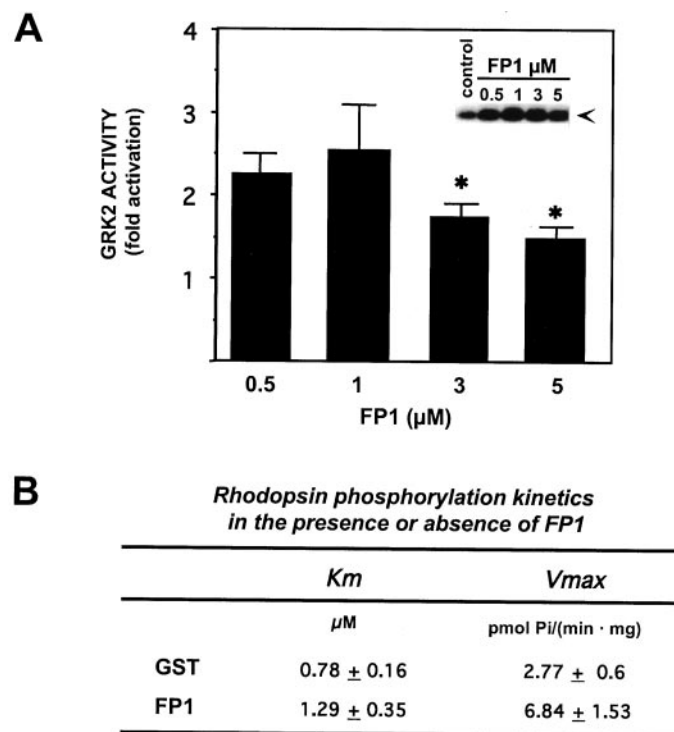 A
GRK2 ACTIVITY
(fold activation)
4
3
2
1
control
FP1 µM
0.5 1 3 5
* *
0.5 1 3 5
FP1 (µM)
B
Rhodopsin phosphorylation kinetics
in the presence or absence of FP1
Km Vmax
µM pmol Pi/(min · mg)
GST 0.78 ± 0.16 2.77 ± 0.6
FP1 1.29 ± 0.35 6.84 ± 1.53